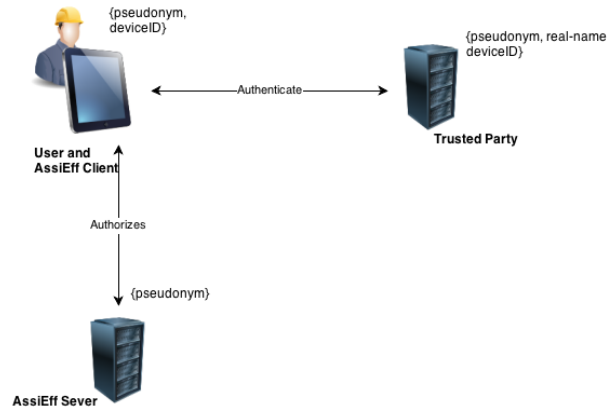 {pseudonym,
deviceID}
{pseudonym, real-name
deviceID}
Authenticate
User and
AssiEff Client
Trusted Party
Authorizes
{pseudonym}
AssiEff Sever